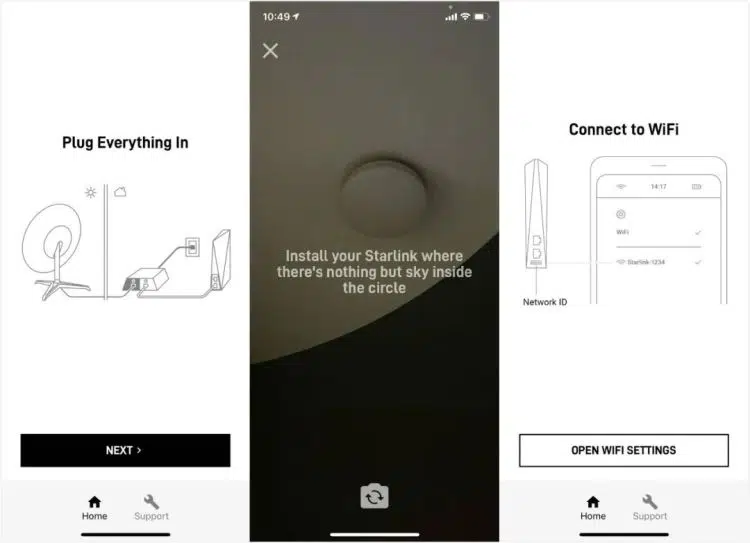 Plug Everything In
NEXT >
Home
Support
10:49
Install your Starlink where
there's nothing but sky inside
the circle
Connect to WiFi
14:17
WiFi
Starlink-1234
Network ID
OPEN WIFI SETTINGS
Home
Support